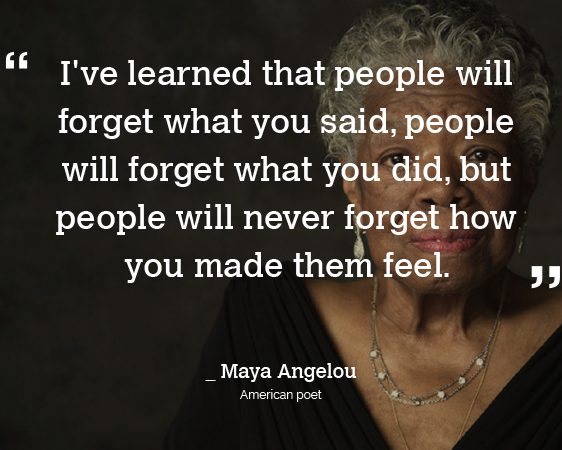 “
I've learned that people will
forget what you said, people
will forget what you did, but
people will never forget how
you made them feel.
”
_ Maya Angelou
American poet